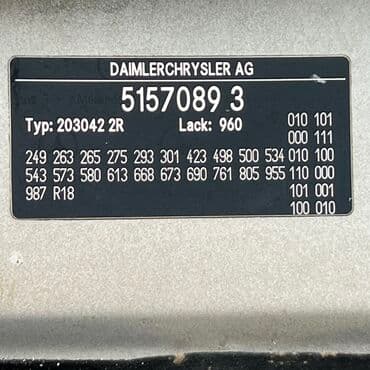 DAIMLERCHRYSLER AG
5157089 3
Typ: 203042 2R Lack: 960 010 101
000 111
249 263 265 275 293 301 423 498 500 534 010 100
543 573 580 613 668 673 690 761 805 955 110 000
987 R18 101 001
100 010